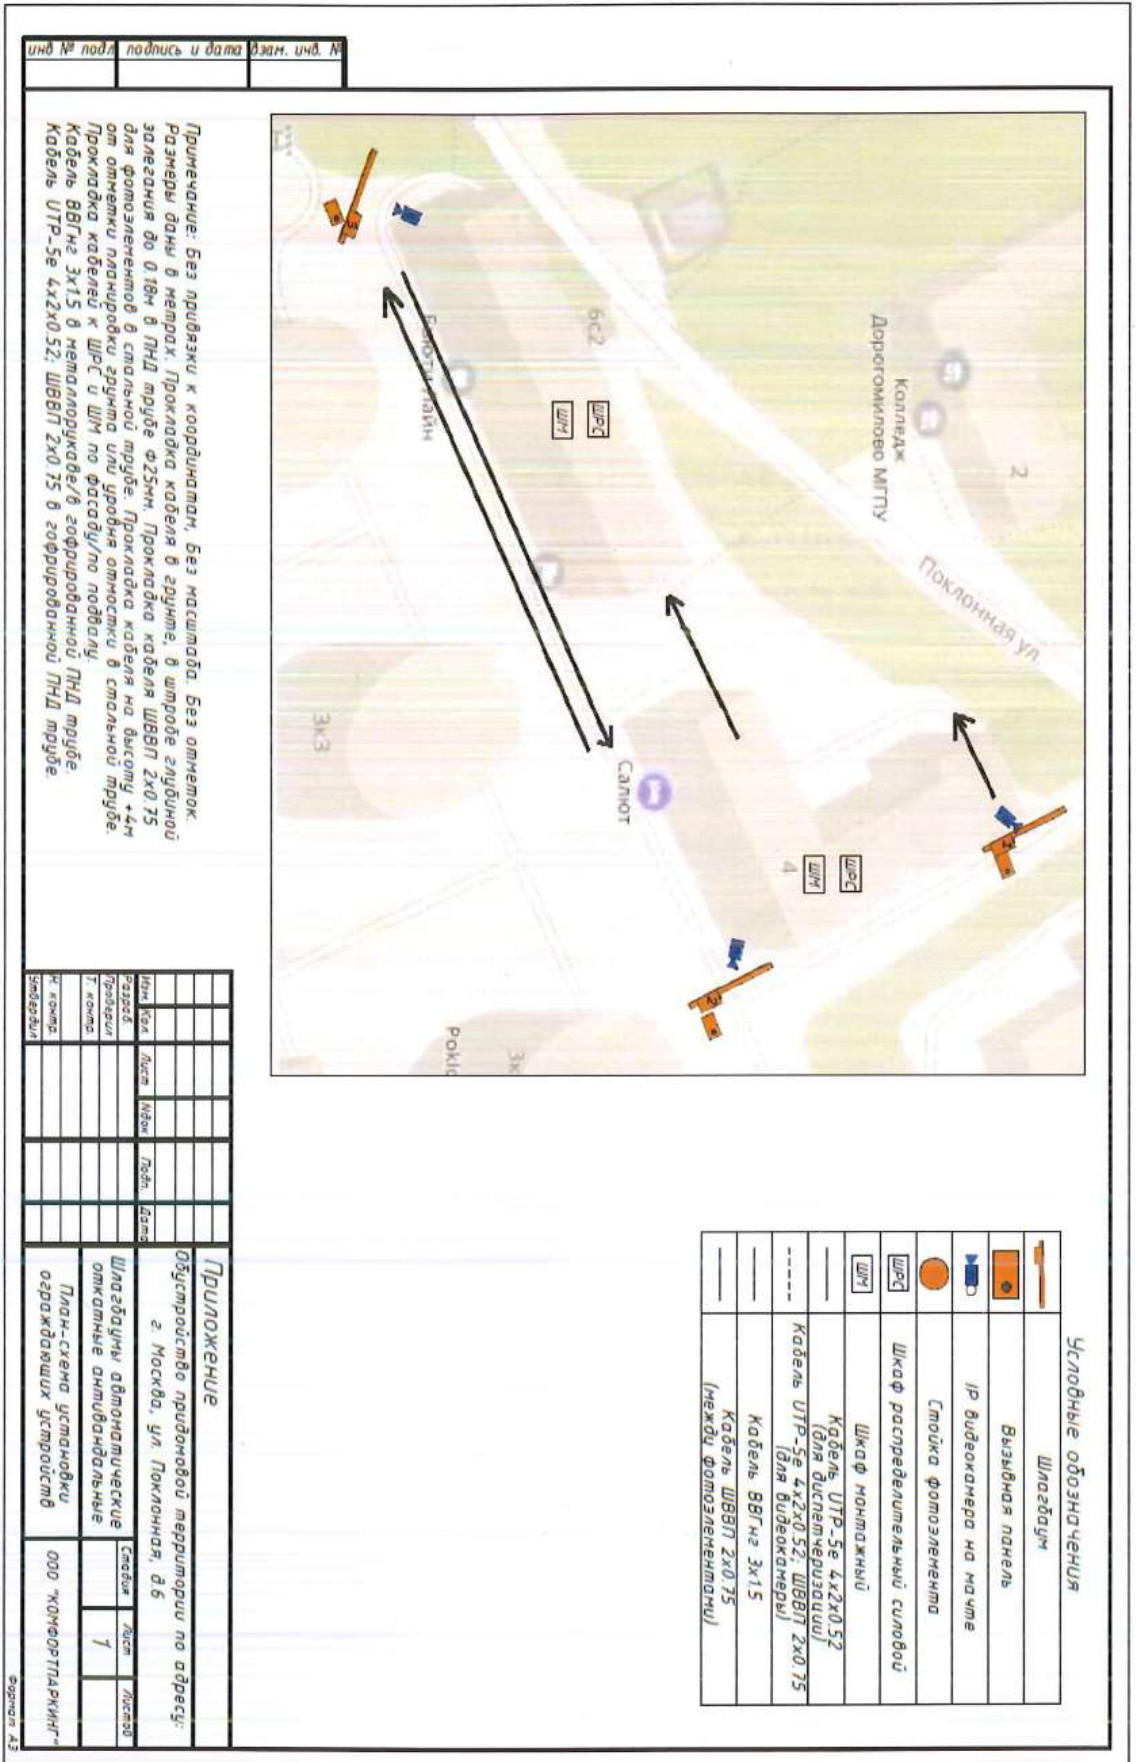 Условные обозначения
Шлагбаум
Вызывная панель
IP видеокамера на мачте
Стойка фотоэлемента
ШРС
Шкаф распределительный силовой
ШМ
Шкаф монтажный
Кабель UTP-5e 4х2х0.52
(для диспетчеризации)
Кабель UTP-5e 4х2х0.52; ШВВП 2х0.75
(для видеокамеры)
Кабель ВВГнг 3х1.5
Кабель ШВВП 2х0.75
(между фотоэлементами)
2
Колледж
Дорогомилово МГПУ
Поклонная ул
1
6с2
ШРС
ШМ
ШРС
ШМ
4
Салют
2
Бьюти Лайн
3к3
3к
Poklo
Примечание: Без привязки к координатам, Без масштаба. Без отметок.
Размеры даны в метрах. Прокладка кабеля в грунте, в штробе глубиной
залегания до 0.18м в ПНД трубе Ф25мм. Прокладка кабеля ШВВП 2х0.75
для фотоэлементов в стальной трубе. Прокладка кабеля на высоту +4м
от отметки планировки грунта или уровня отмостки в стальной трубе.
Прокладка кабелей к ШРС и ШМ по фасаду/по подвалу.
Кабель ВВГнг 3х1.5 в металлорукаве/в гофрированной ПНД трубе.
Кабель UTP-5e 4х2х0.52; ШВВП 2х0.75 в гофрированной ПНД трубе.
Взам. инв. №
подпись и дата
инв № подл
Изм.
Кол.
Лист
Nдок
Подп.
Дата
Разраб.
Проверил
Т. контр.
Н. контр.
Утвердил
Приложение
Обустройство придомовой территории по адресу:
г. Москва, ул. Поклонная, д.6
Шлагбаумы автоматические
откатные антивандальные
Стадия
Лист
Листов
1
План-схема установки
ограждающих устройств
ООО "КОМФОРТПАРКИНГ"
Формат А3